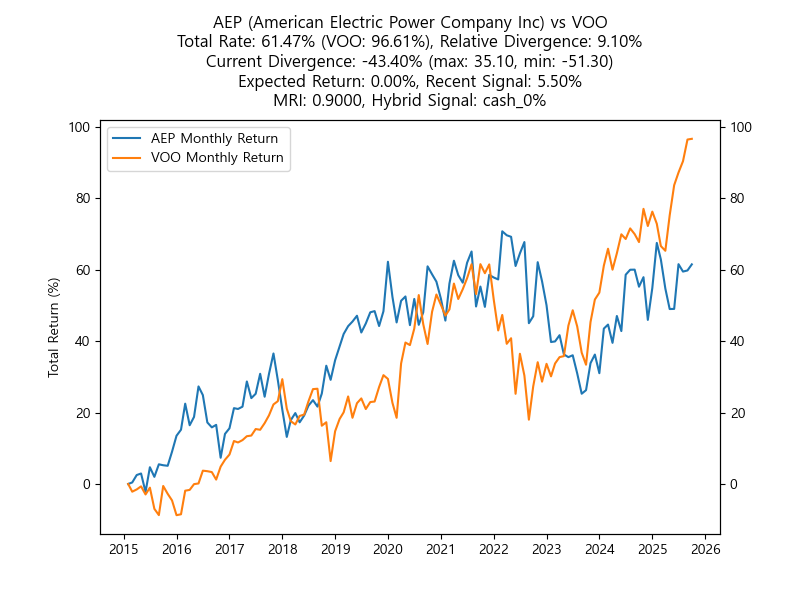 AEP (American Electric Power Company Inc) vs VOO
Total Rate: 61.47% (VOO: 96.61%), Relative Divergence: 9.10%
Current Divergence: -43.40% (max: 35.10, min: -51.30)
Expected Return: 0.00%, Recent Signal: 5.50%
MRI: 0.9000, Hybrid Signal: cash_0%
AEP Monthly Return
VOO Monthly Return
Total Return (%)
100
80
60
40
20
0
100
80
60
40
20
0
2015 2016 2017 2018 2019 2020 2021 2022 2023 2024 2025 2026